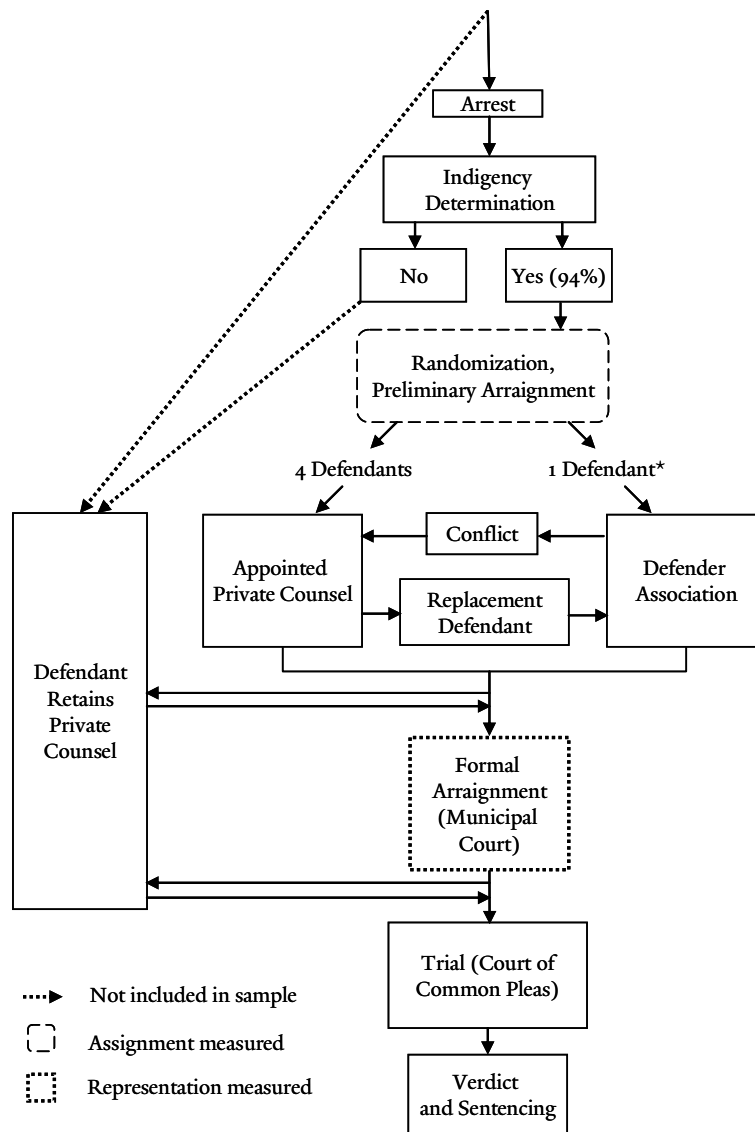 Arrest
Indigency
Determination
No
Yes (94%)
Randomization,
Preliminary Arraignment
4 Defendants
1 Defendant*
Appointed
Private Counsel
Conflict
Replacement
Defendant
Defender
Association
Defendant
Retains
Private
Counsel
Formal
Arraignment
(Municipal
Court)
Trial (Court of
Common Pleas)
Verdict
and Sentencing
Not included in sample
Assignment measured
Representation measured